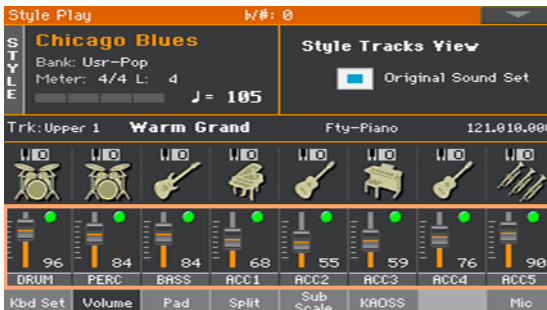 Style Play b/#: 0
STYLE
Chicago Blues
Bank: Usr-Pop
Meter: 4/4 L: 4
♩= 105
Style Tracks View
Original Sound Set
Trk: Upper 1 Warm Grand Fty-Piano 121.010.000
96 84 84 68 55 59 76 90
DRUM PERC BASS ACC1 ACC2 ACC3 ACC4 ACC5
Kbd Set Volume Pad Split Sub Scale KAOSS Mic